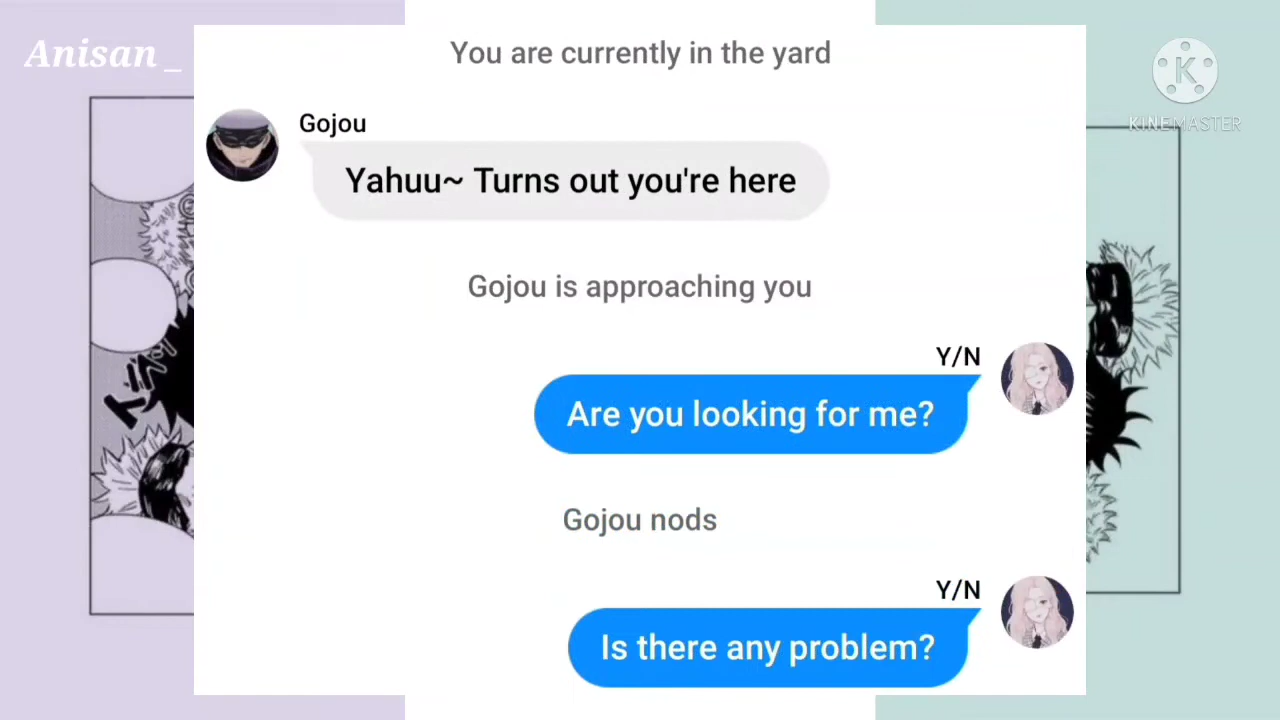 Anisan _
You are currently in the yard
KINEMASTER
Gojou
Yahuu~ Turns out you're here
Gojou is approaching you
Y/N
Are you looking for me?
Gojou nods
Y/N
Is there any problem?